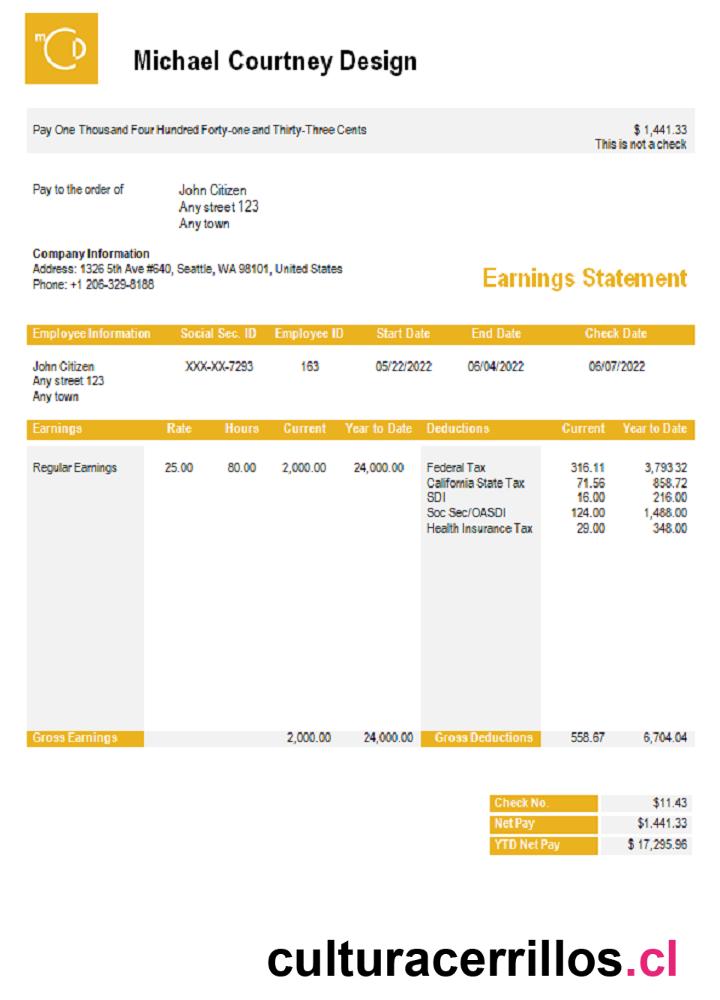 mCD
Michael Courtney Design
Pay One Thousand Four Hundred Forty-one and Thirty-Three Cents $ 1,441.33
This is not a check
Pay to the order of John Citizen
Any street 123
Any town
Company Information
Address: 1326 5th Ave #640, Seattle, WA 98101, United States
Phone: +1 206-329-8188
Earnings Statement
Employee Information Social Sec. ID Employee ID Start Date End Date Check Date
John Citizen XXX-XX-7293 163 05/22/2022 06/04/2022 06/07/2022
Any street 123
Any town
Earnings Rate Hours Current Year to Date Deductions Current Year to Date
Regular Earnings 25.00 80.00 2,000.00 24,000.00 Federal Tax 316.11 3,793 32
California State Tax 71.56 858.72
SDI 16.00 216.00
Soc Sec/OASDI 124.00 1,488.00
Health Insurance Tax 29.00 348.00
Gross Earnings 2,000.00 24,000.00 Gross Deductions 558.67 6,704.04
Check No. $11.43
Net Pay $1.441.33
YTD Net Pay $ 17,295.96
culturacerrillos.cl